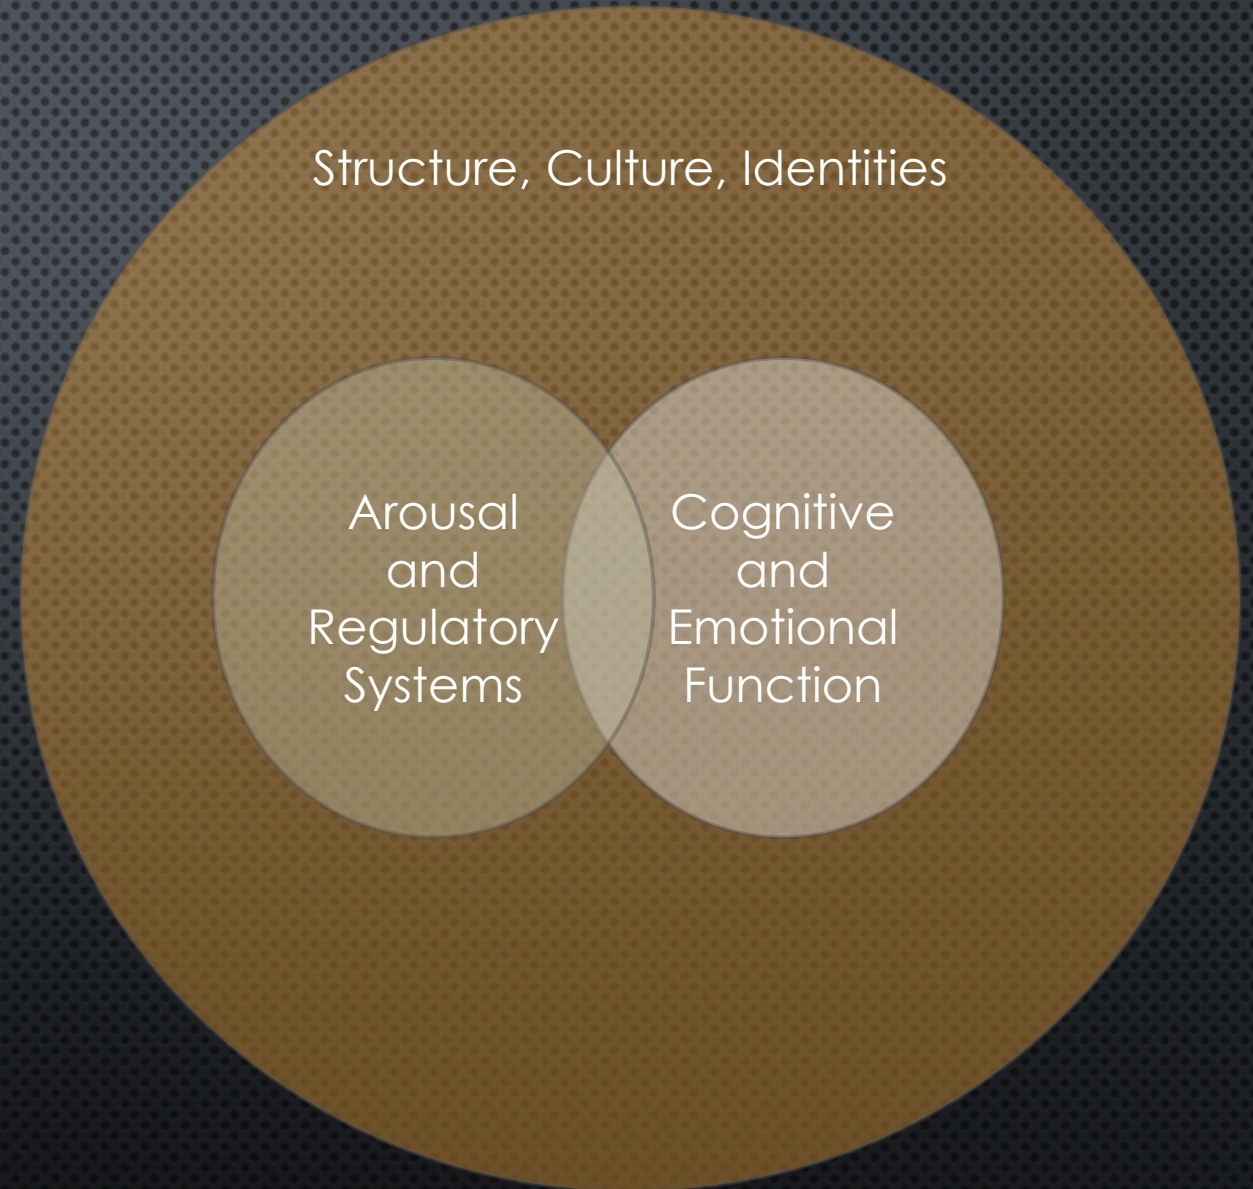 Structure, Culture, Identities
Arousal
and
Regulatory
Systems
Cognitive
and
Emotional
Function